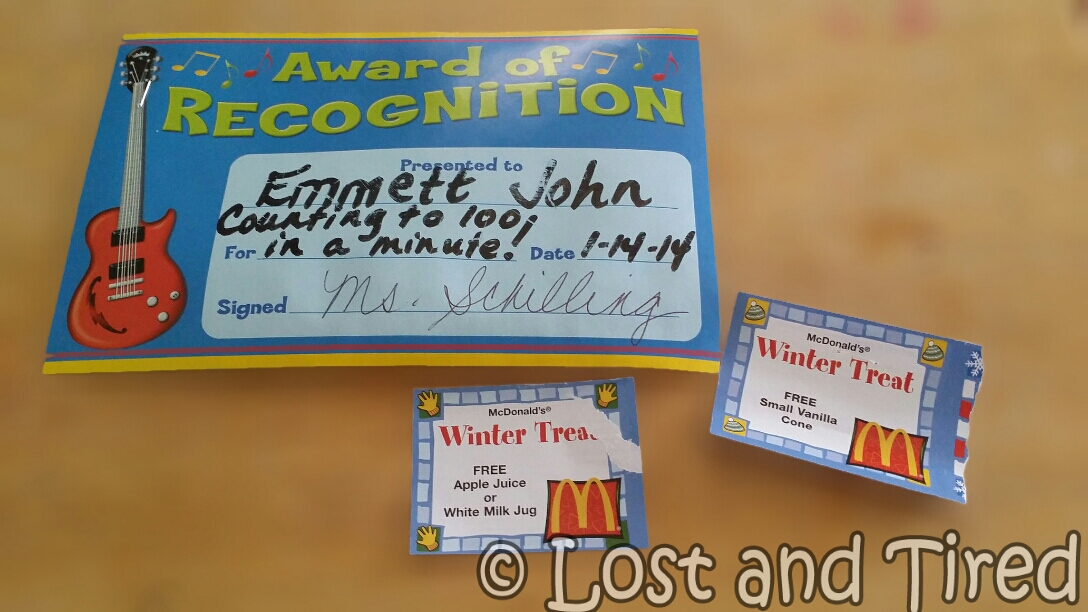 Award of
RECOGNITION
Presented to
Emmett John
Counting to 100!
For in a minute! Date 1-14-14
Signed Ms. Schilling
McDonald's®
Winter Treat
FREE
Small Vanilla
Cone
McDonald's®
Winter Trea
FREE
Apple Juice
or
White Milk Jug
© Lost and Tired